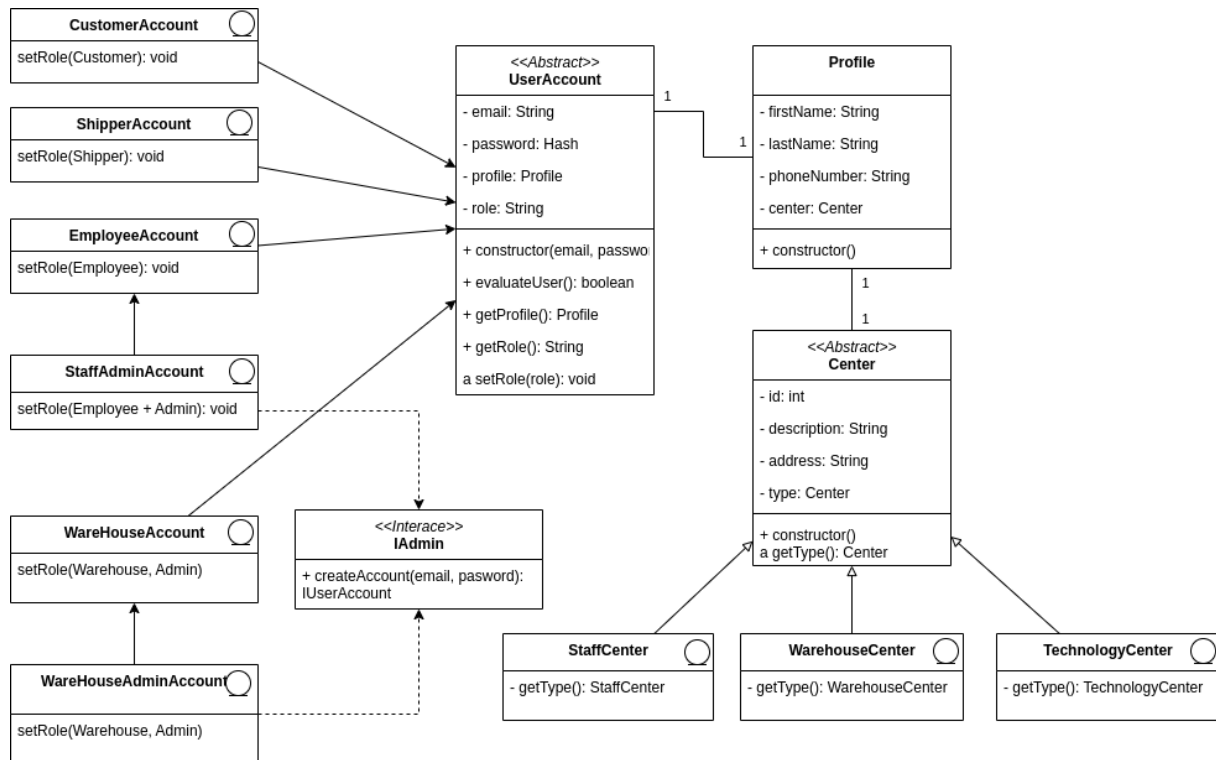 CustomerAccount
setRole(Customer): void
ShipperAccount
setRole(Shipper): void
EmployeeAccount
setRole(Employee): void
StaffAdminAccount
setRole(Employee + Admin): void
WareHouseAccount
setRole(Warehouse, Admin)
WareHouseAdminAccount
setRole(Warehouse, Admin)
<<Abstract>>
UserAccount
- email: String
- password: Hash
- profile: Profile
- role: String
+ constructor(email, passwo
+ evaluateUser(): boolean
+ getProfile(): Profile
+ getRole(): String
a setRole(role): void
1
1
Profile
- firstName: String
- lastName: String
- phoneNumber: String
- center: Center
+ constructor()
1
1
<<Abstract>>
Center
- id: int
- description: String
- address: String
- type: Center
+ constructor()
a getType(): Center
<<Interace>>
IAdmin
+ createAccount(email, pasword):
IUserAccount
StaffCenter
- getType(): StaffCenter
WarehouseCenter
- getType(): WarehouseCenter
TechnologyCenter
- getType(): TechnologyCenter